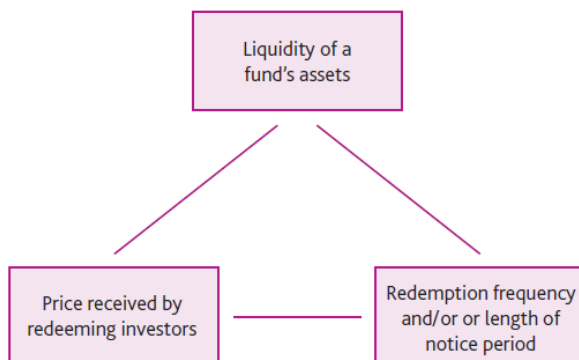 Liquidity of a
fund's assets
Price received by
redeeming investors
Redemption frequency
and/or or length of
notice period